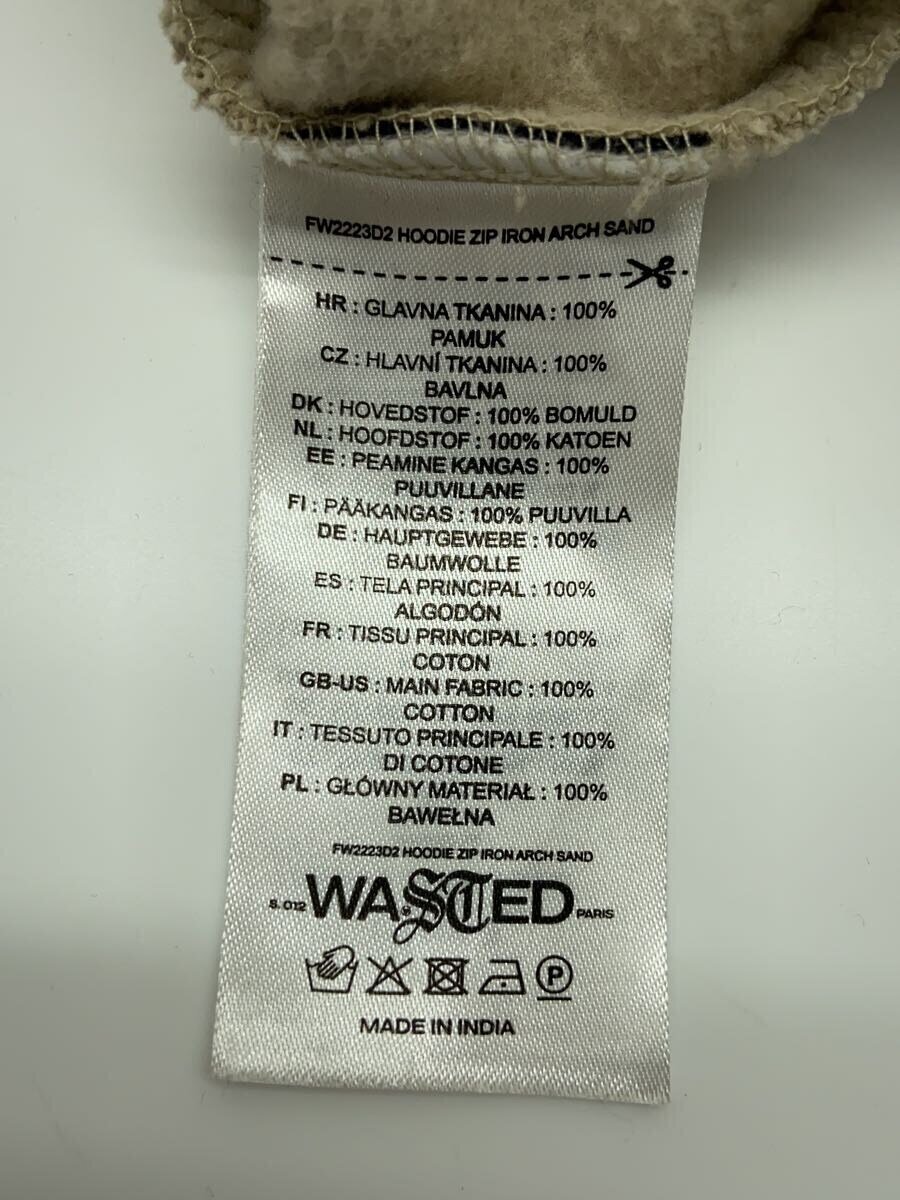 FW2223D2 HOODIE ZIP IRON ARCH SAND
HR : GLAVNA TKANINA : 100%
PAMUK
CZ : HLAVNÍ TKANINA : 100%
BAVLNA
DK : HOVEDSTOF : 100% BOMULD
NL : HOOFDSTOF : 100% KATOEN
EE : PEAMINE KANGAS : 100%
PUUVILLANE
FI : PÄÄKANGAS : 100% PUUVILLA
DE : HAUPTGEWEBE : 100%
BAUMWOLLE
ES : TELA PRINCIPAL : 100%
ALGODÓN
FR : TISSU PRINCIPAL : 100%
COTON
GB-US : MAIN FABRIC : 100%
COTTON
IT : TESSUTO PRINCIPALE : 100%
DI COTONE
PL : GŁÓWNY MATERIAŁ : 100%
BAWEŁNA
FW2223D2 HOODIE ZIP IRON ARCH SAND
S. 012 WASTED PARIS
P
MADE IN INDIA